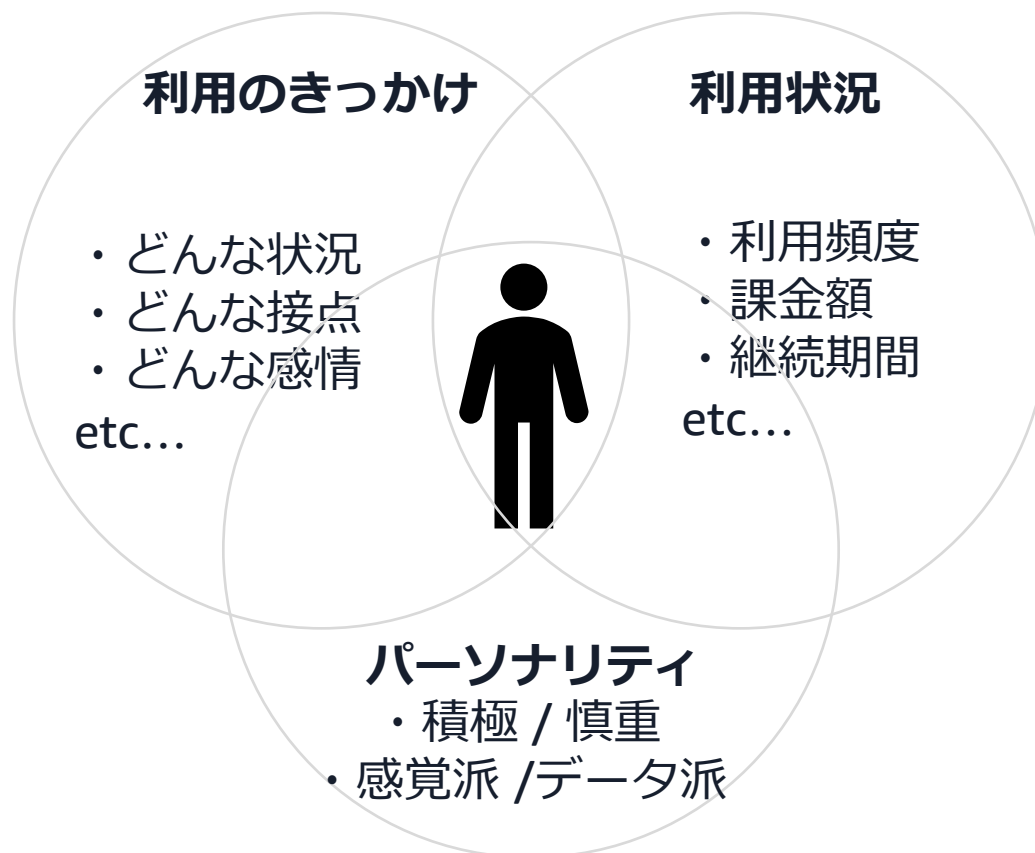 利用のきっかけ
・どんな状況
・どんな接点
・どんな感情
etc…
利用状況
・利用頻度
・課金額
・継続期間
etc…
パーソナリティ
・積極 / 慎重
・感覚派 /データ派